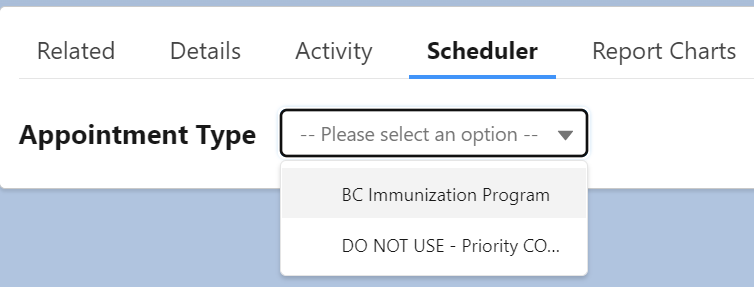 Related Details Activity Scheduler Report Charts
Appointment Type -- Please select an option --
BC Immunization Program
DO NOT USE - Priority CO...